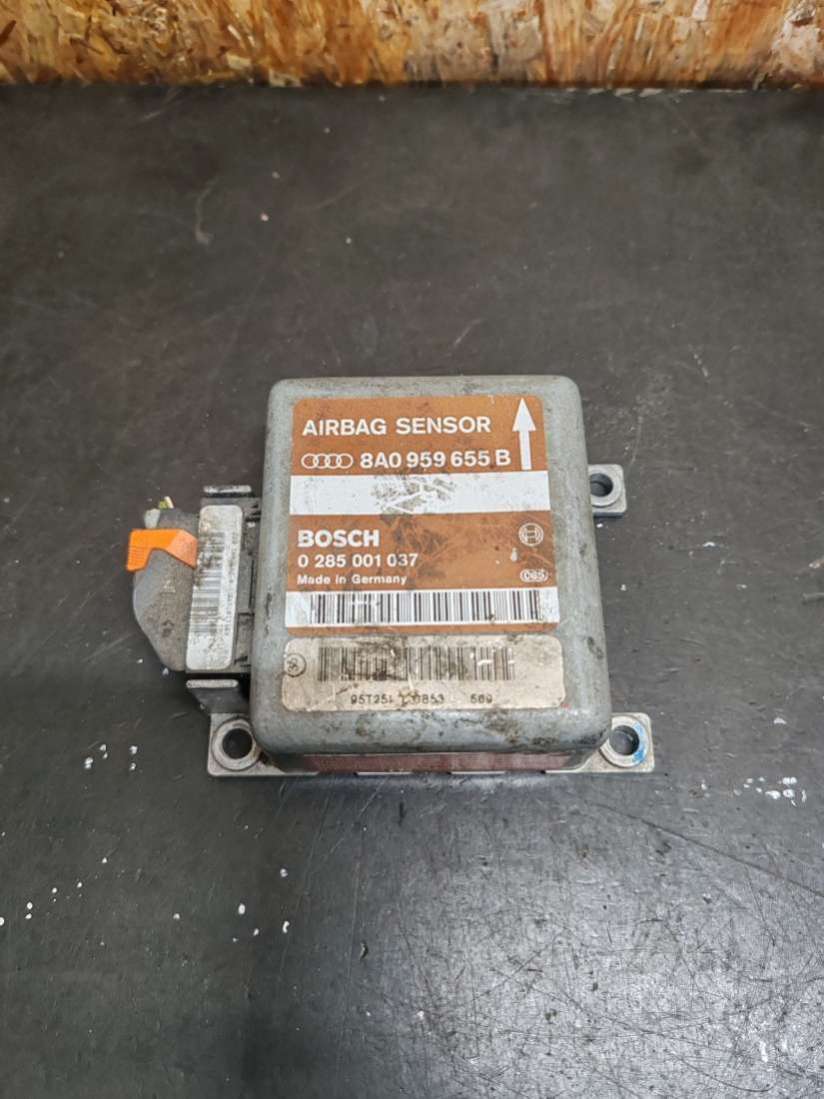 AIRBAG SENSOR
8A0 959 655 B
BOSCH
0 285 001 037
Made in Germany